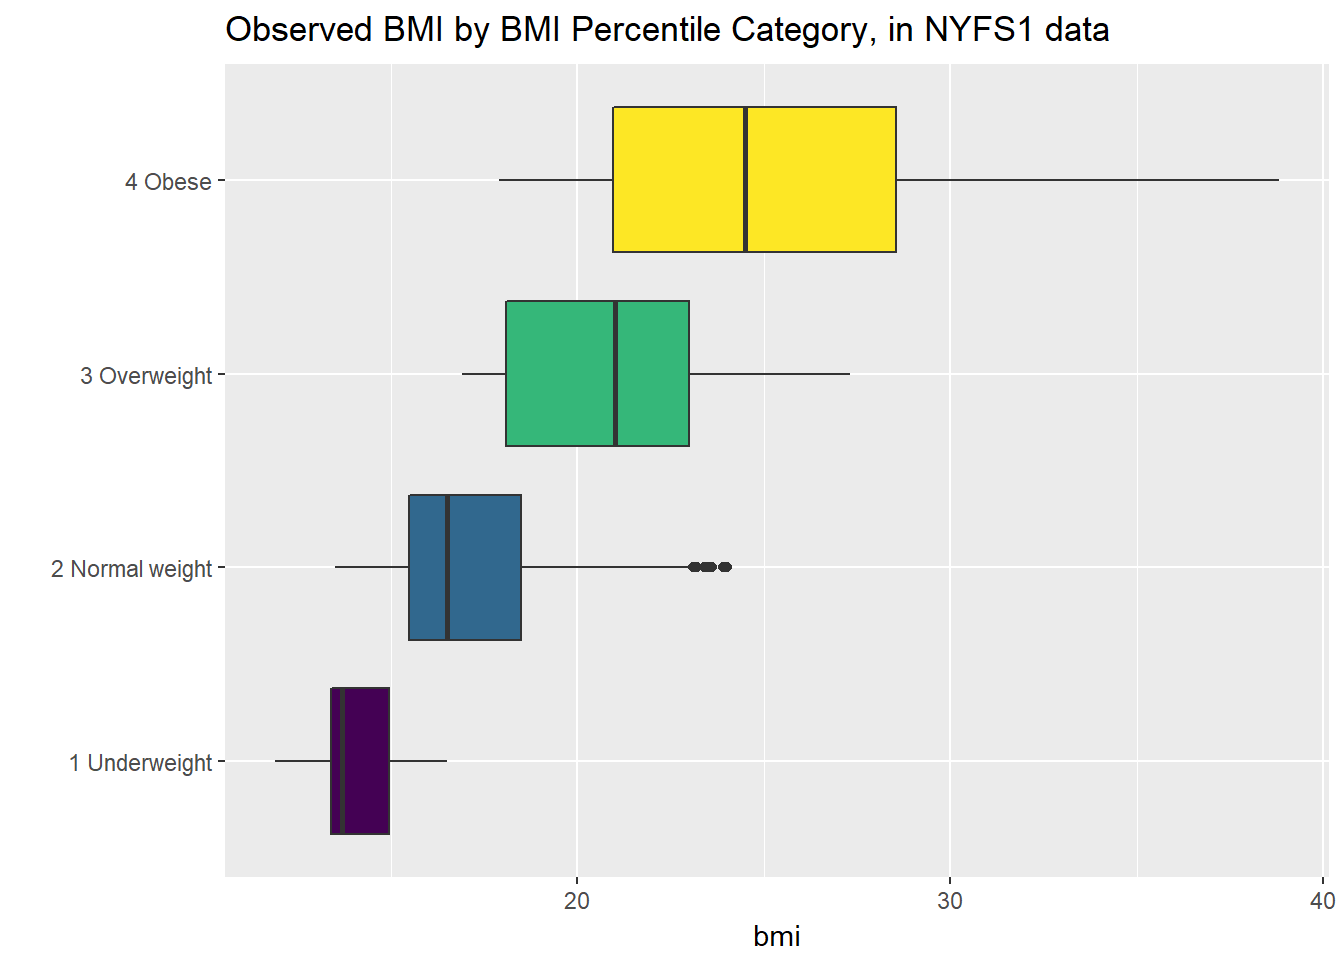 Observed BMI by BMI Percentile Category, in NYFS1 data
4 Obese
3 Overweight
2 Normal weight
1 Underweight
20
30
40
bmi